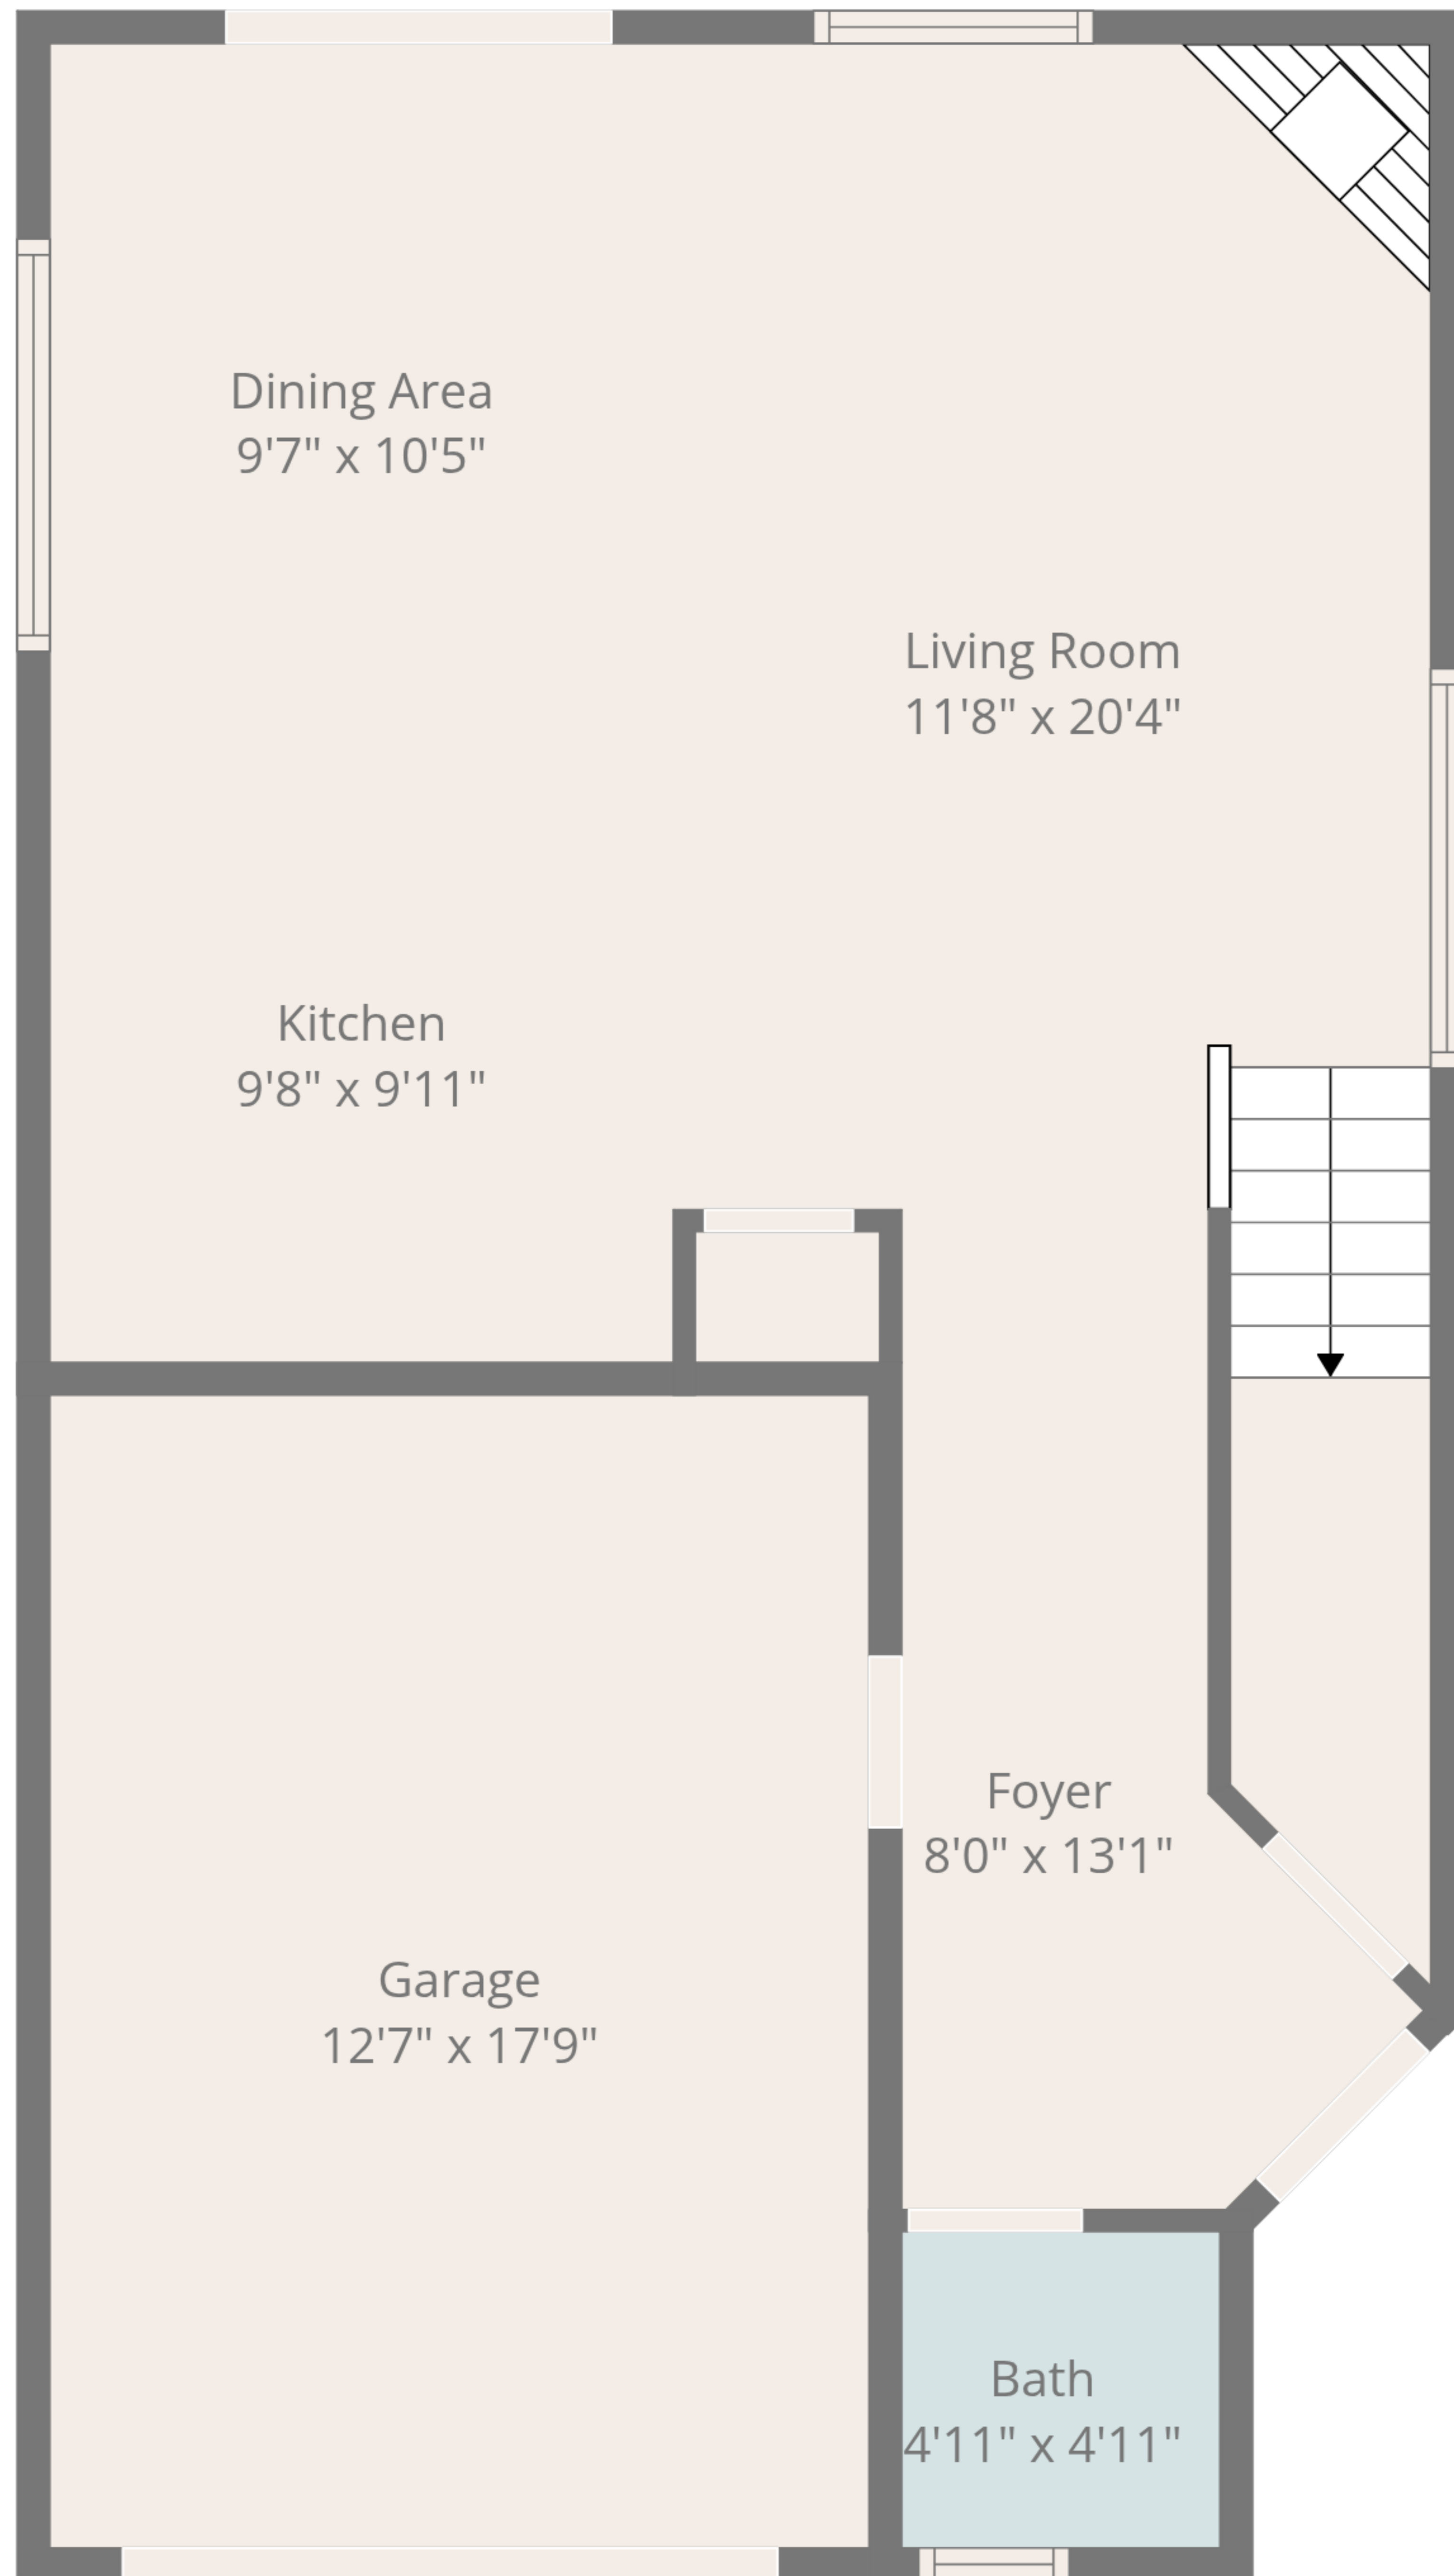 Dining Area
9'7" x 10'5"
Living Room
11'8" x 20'4"
Kitchen
9'8" x 9'11"
Foyer
8'0" x 13'1"
Garage
12'7" x 17'9"
Bath
4'11" x 4'11"